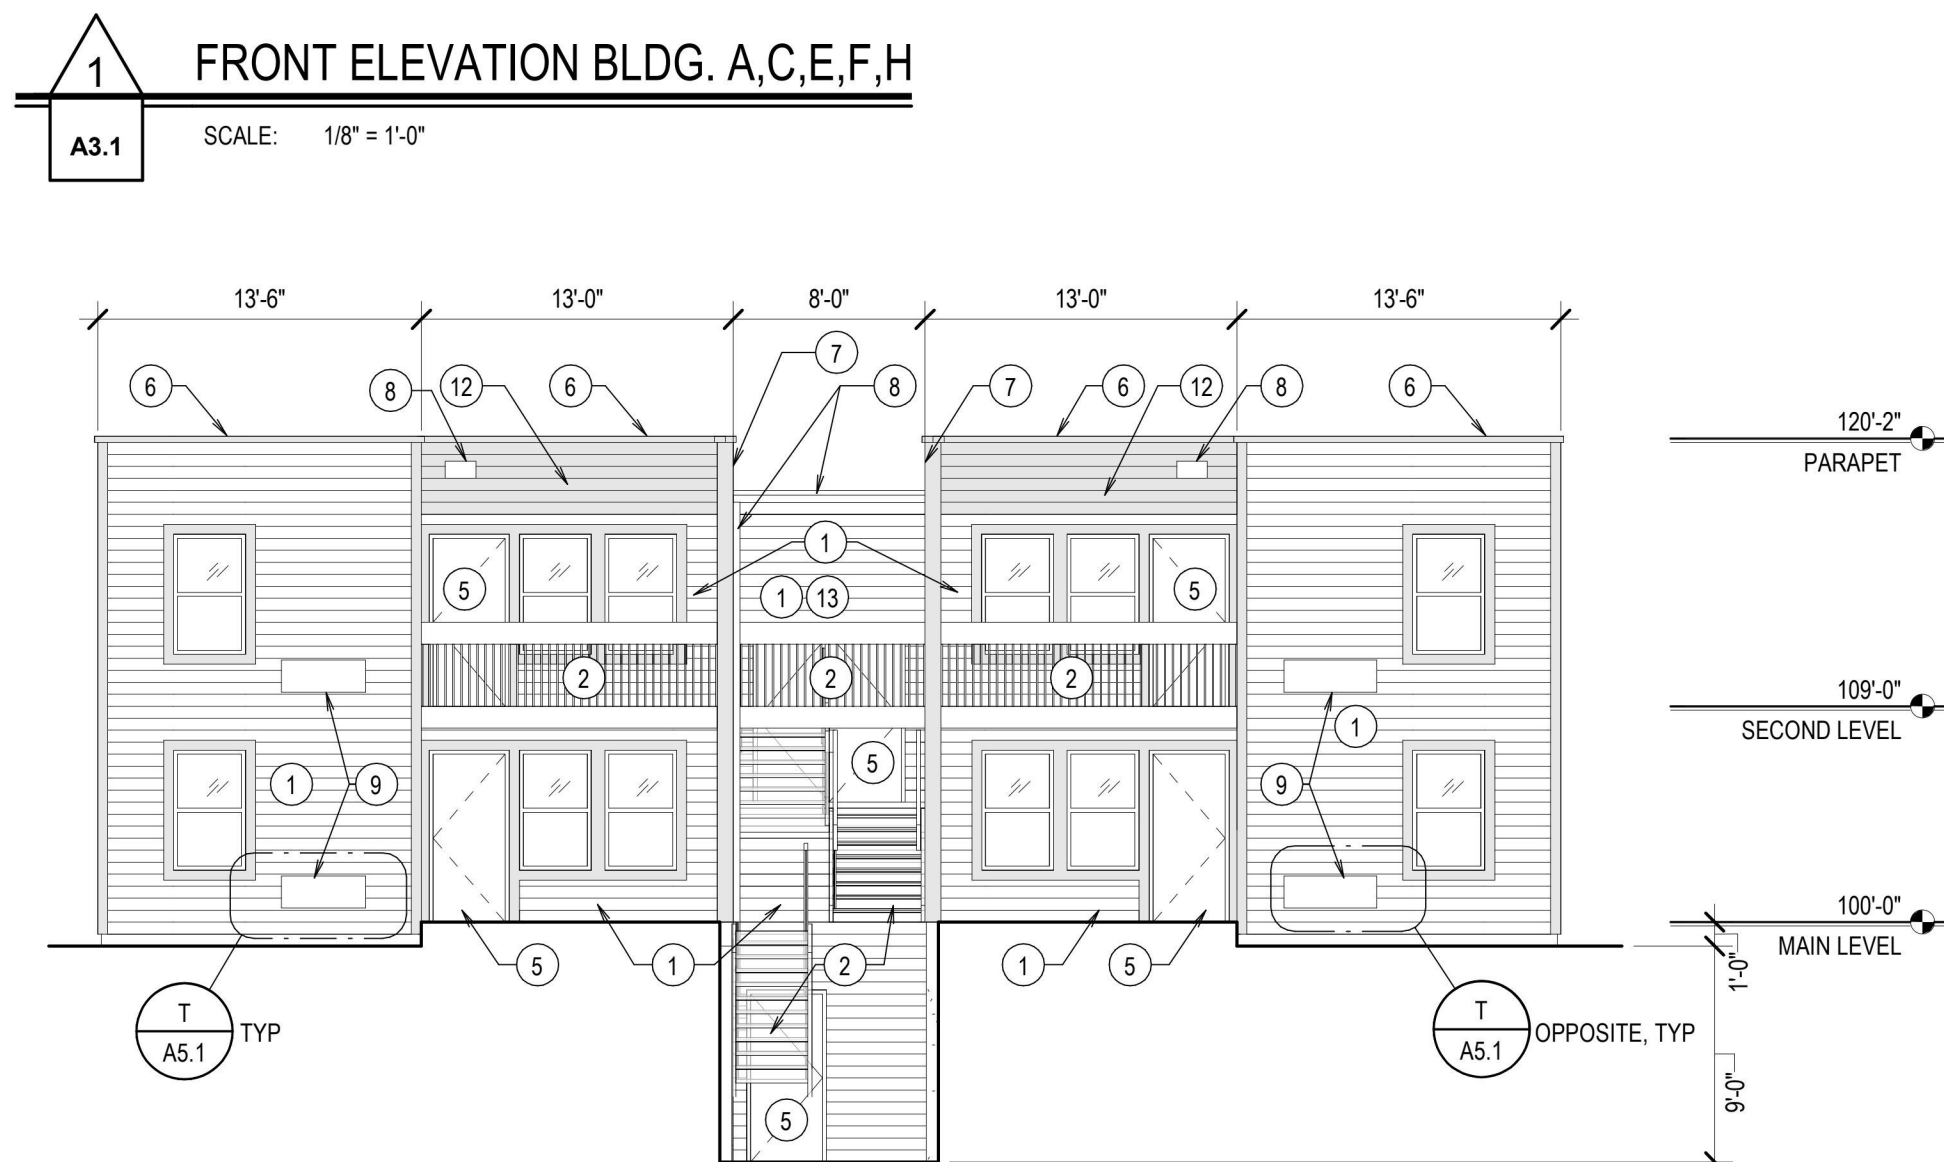 1
FRONT ELEVATION BLDG. A,C,E,F,H
A3.1
SCALE: 1/8" = 1'-0"
13'-6" 13'-0" 8'-0" 13'-0" 13'-6"
7
6 8 12 6 8 7 6 12 8 6
120'-2"
PARAPET
1
5 1 13 5
2 2 2
109'-0"
SECOND LEVEL
1
5
1 9 9
100'-0"
MAIN LEVEL
5 1 2 1 5
1'-0"
T
A5.1
TYP
T
A5.1
OPPOSITE, TYP
9'-0"
5